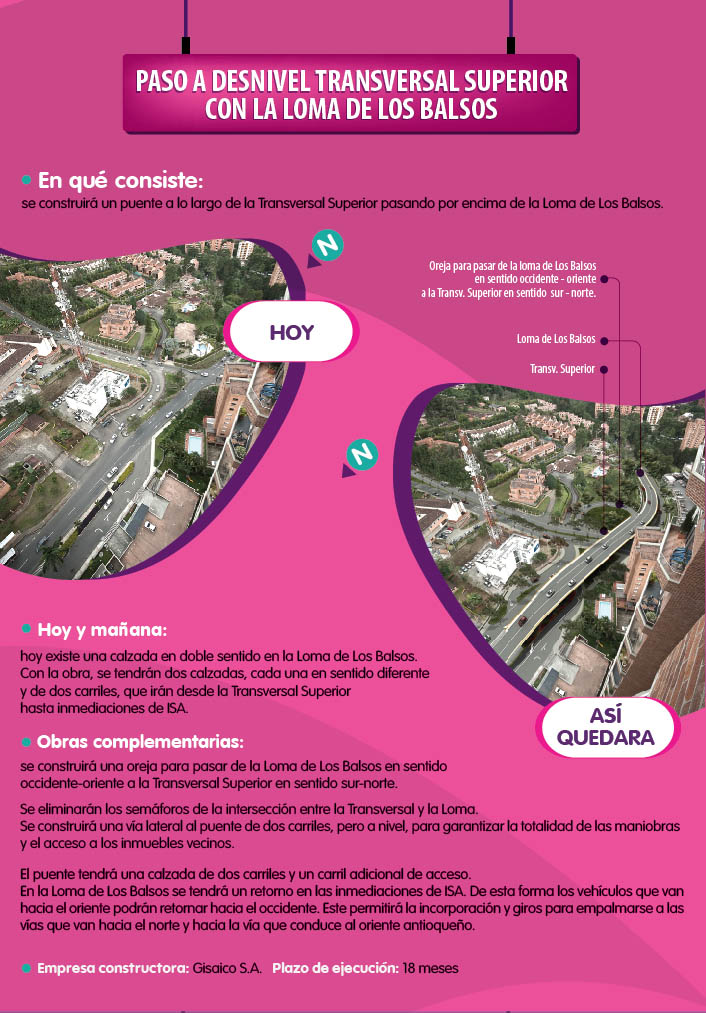 PASO A DESNIVEL TRANSVERSAL SUPERIOR
CON LA LOMA DE LOS BALSOS
En qué consiste:
se construirá un puente a lo largo de la Transversal Superior pasando por encima de la Loma de Los Balsos.
N
HOY
Oreja para pasar de la loma de Los Balsos
en sentido occidente - oriente
a la Transv. Superior en sentido sur - norte.
Loma de Los Balsos
Transv. Superior
N
ASÍ
QUEDARA
Hoy y mañana:
hoy existe una calzada en doble sentido en la Loma de Los Balsos.
Con la obra, se tendrán dos calzadas, cada una en sentido diferente
y de dos carriles, que irán desde la Transversal Superior
hasta inmediaciones de ISA.
Obras complementarias:
se construirá una oreja para pasar de la Loma de Los Balsos en sentido
occidente-oriente a la Transversal Superior en sentido sur-norte.
Se eliminarán los semáforos de la intersección entre la Transversal y la Loma.
Se construirá una vía lateral al puente de dos carriles, pero a nivel, para garantizar la totalidad de las maniobras
y el acceso a los inmuebles vecinos.
El puente tendrá una calzada de dos carriles y un carril adicional de acceso.
En la Loma de Los Balsos se tendrá un retorno en las inmediaciones de ISA. De esta forma los vehículos que van
hacia el oriente podrán retornar hacia el occidente. Este permitirá la incorporación y giros para empalmarse a las
vías que van hacia el norte y hacia la vía que conduce al oriente antioqueño.
Empresa constructora: Gisaico S.A. Plazo de ejecución: 18 meses